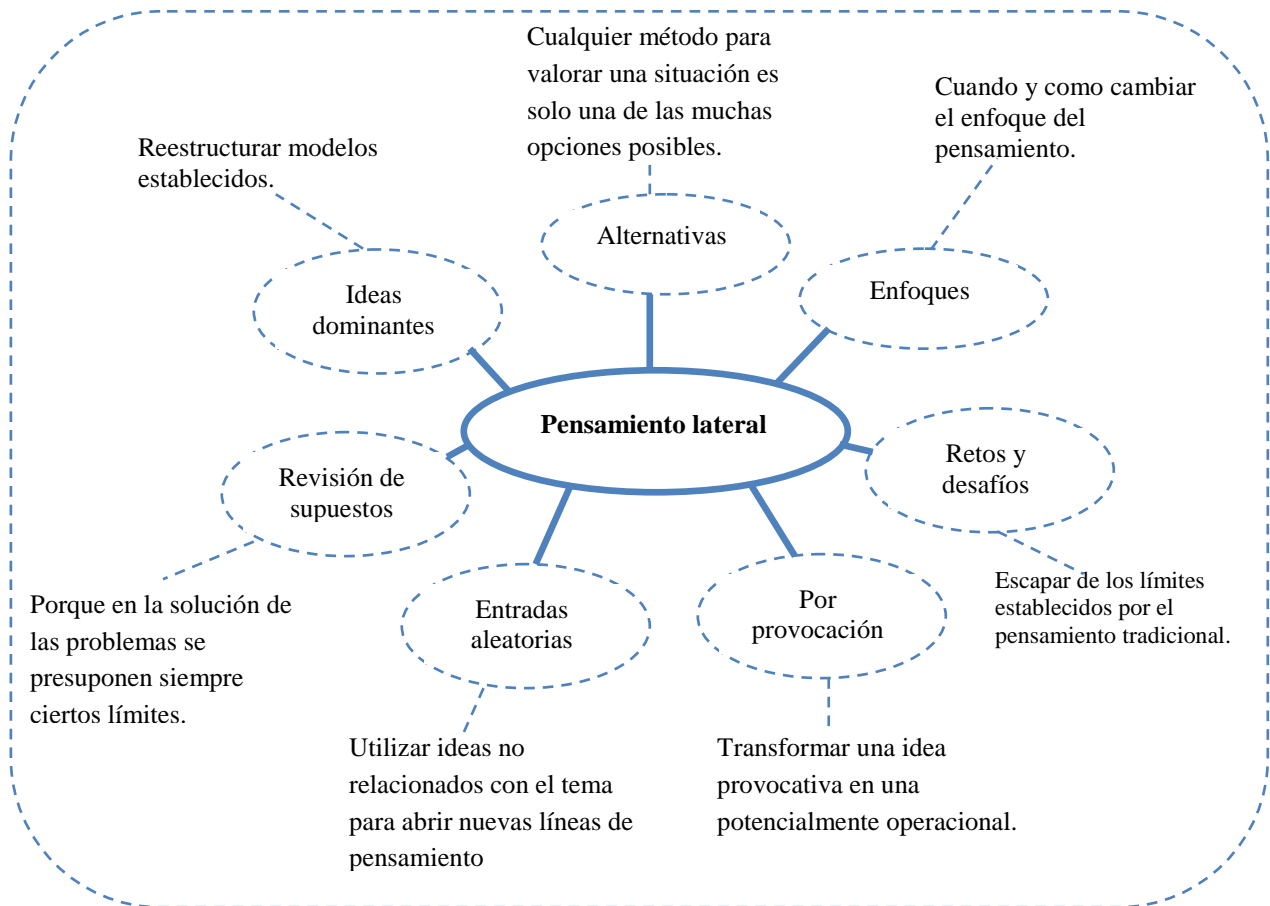 Cualquier método para
valorar una situación es
solo una de las muchas
opciones posibles.
Cuando y como cambiar
el enfoque del
pensamiento.
Reestructurar modelos
establecidos.
Alternativas
Ideas
dominantes
Enfoques
Pensamiento lateral
Revisión de
supuestos
Retos y
desafíos
Porque en la solución de
las problemas se
presuponen siempre
ciertos límites.
Entradas
aleatorias
Por
provocación
Escapar de los límites
establecidos por el
pensamiento tradicional.
Utilizar ideas no
relacionados con el tema
para abrir nuevas líneas de
pensamiento
Transformar una idea
provocativa en una
potencialmente operacional.